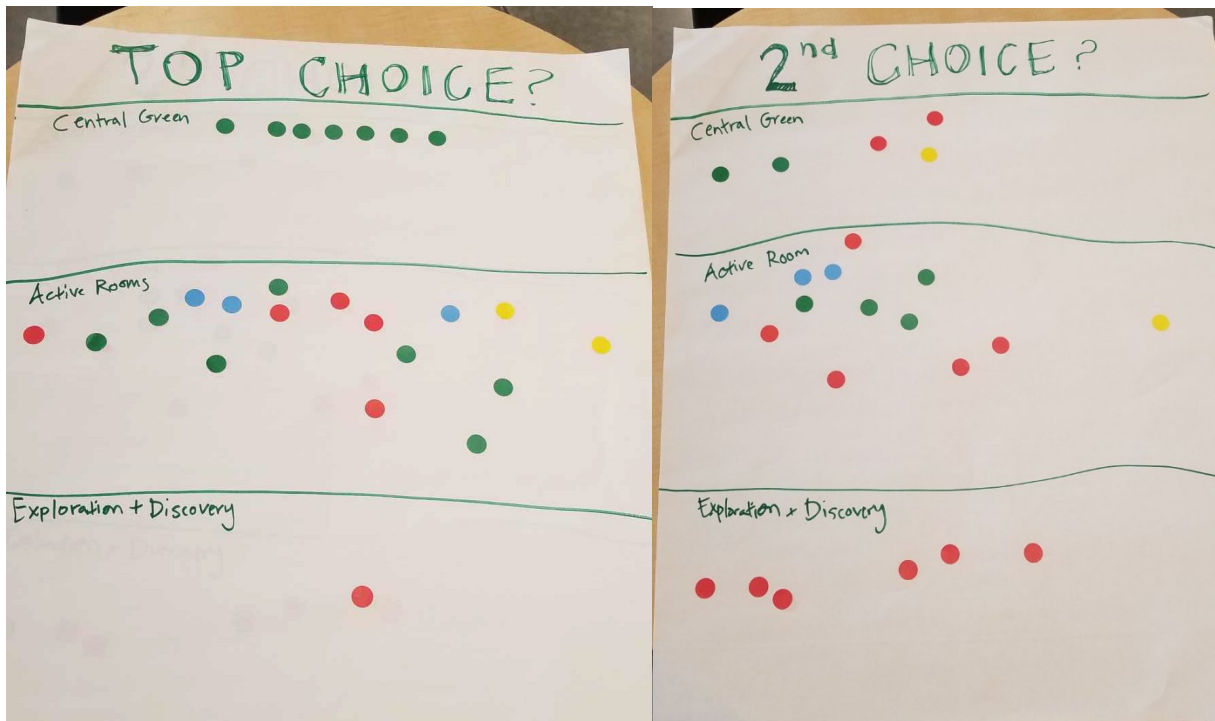 TOP CHOICE?
Central Green
Active Rooms
Exploration + Discovery
2nd CHOICE?
Central Green
Active Room
Exploration + Discovery